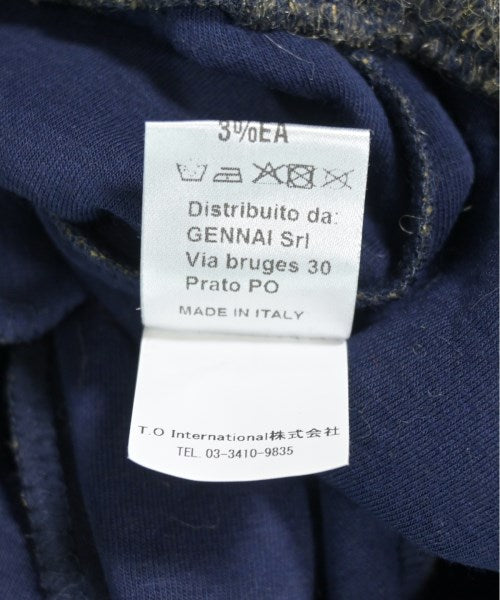 3%EA
Distribuito da:
GENNAI Srl
Via bruges 30
Prato PO
MADE IN ITALY
T.O International株式会社
TEL. 03-3410-9835